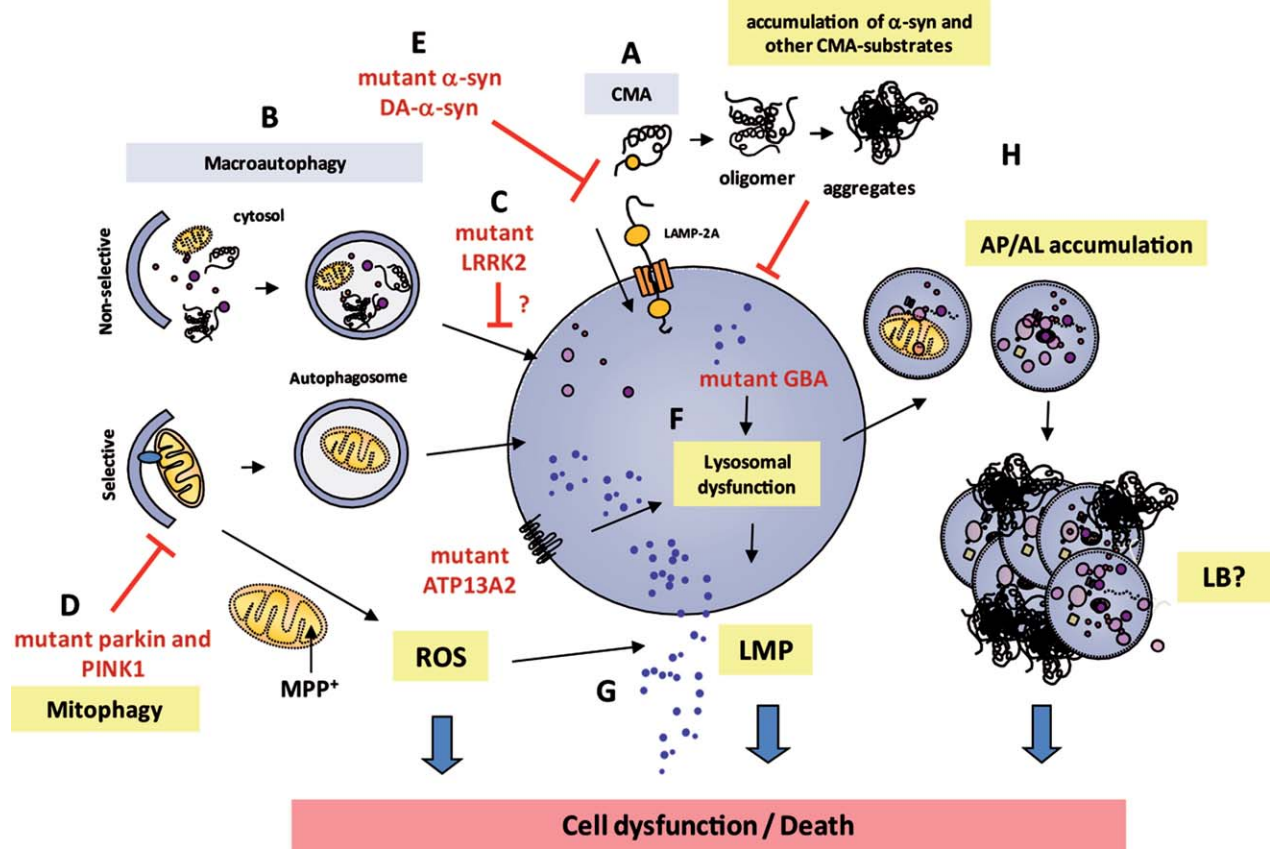 E
mutant α-syn
DA-α-syn
A
CMA
accumulation of α-syn and
other CMA-substrates
oligomer
aggregates
B
Macroautophagy
Non-selective
cytosol
C
mutant
LRRK2
?
LAMP-2A
H
AP/AL accumulation
Autophagosome
Selective
mutant GBA
F
Lysosomal
dysfunction
mutant
ATP13A2
D
mutant parkin and
PINK1
Mitophagy
MPP+
ROS
G
LMP
LB?
Cell dysfunction / Death